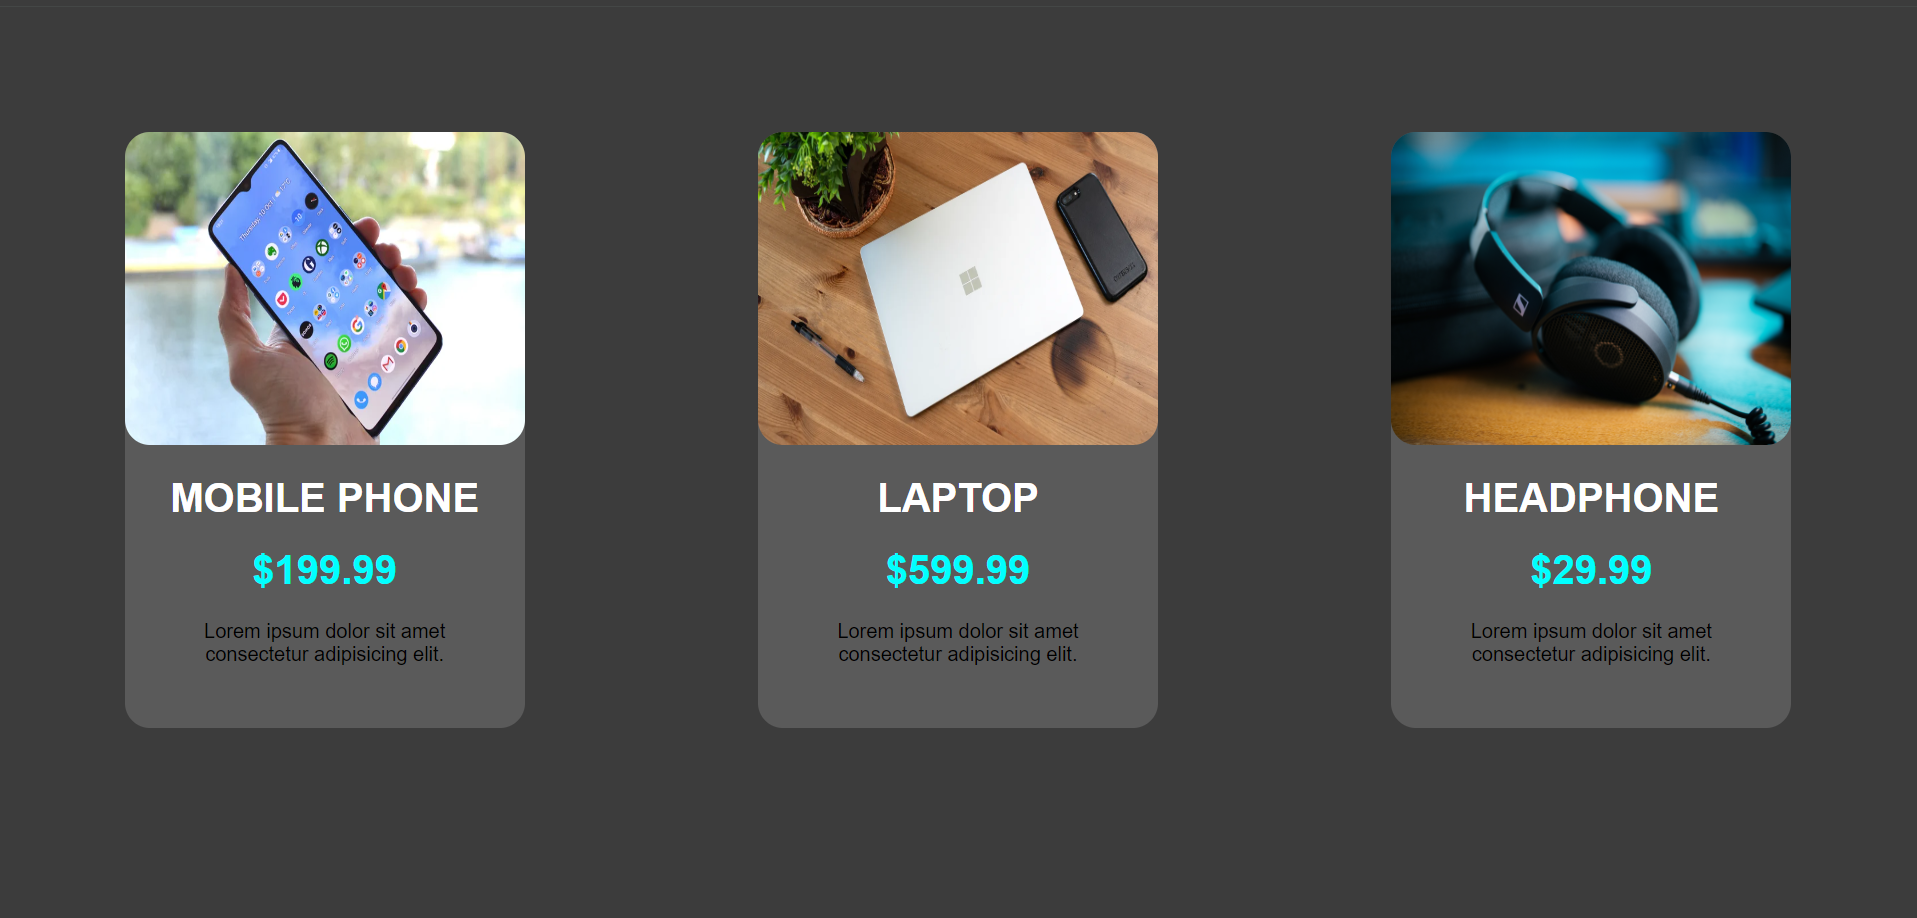 MOBILE PHONE
$199.99
Lorem ipsum dolor sit amet
consectetur adipisicing elit.
LAPTOP
$599.99
Lorem ipsum dolor sit amet
consectetur adipisicing elit.
HEADPHONE
$29.99
Lorem ipsum dolor sit amet
consectetur adipisicing elit.